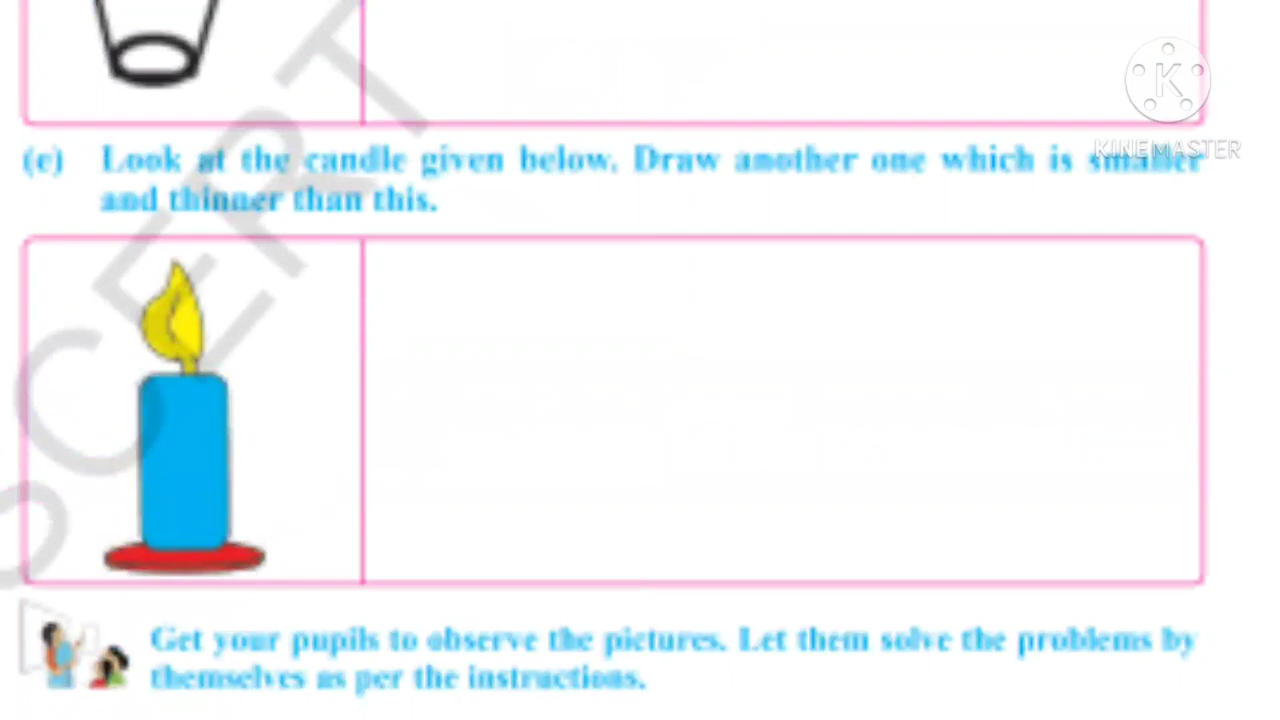 K
KINEMASTER
(e) Look at the candle given below. Draw another one which is smaller
and thinner than this.
SCERT
Get your pupils to observe the pictures. Let them solve the problems by
themselves as per the instructions.